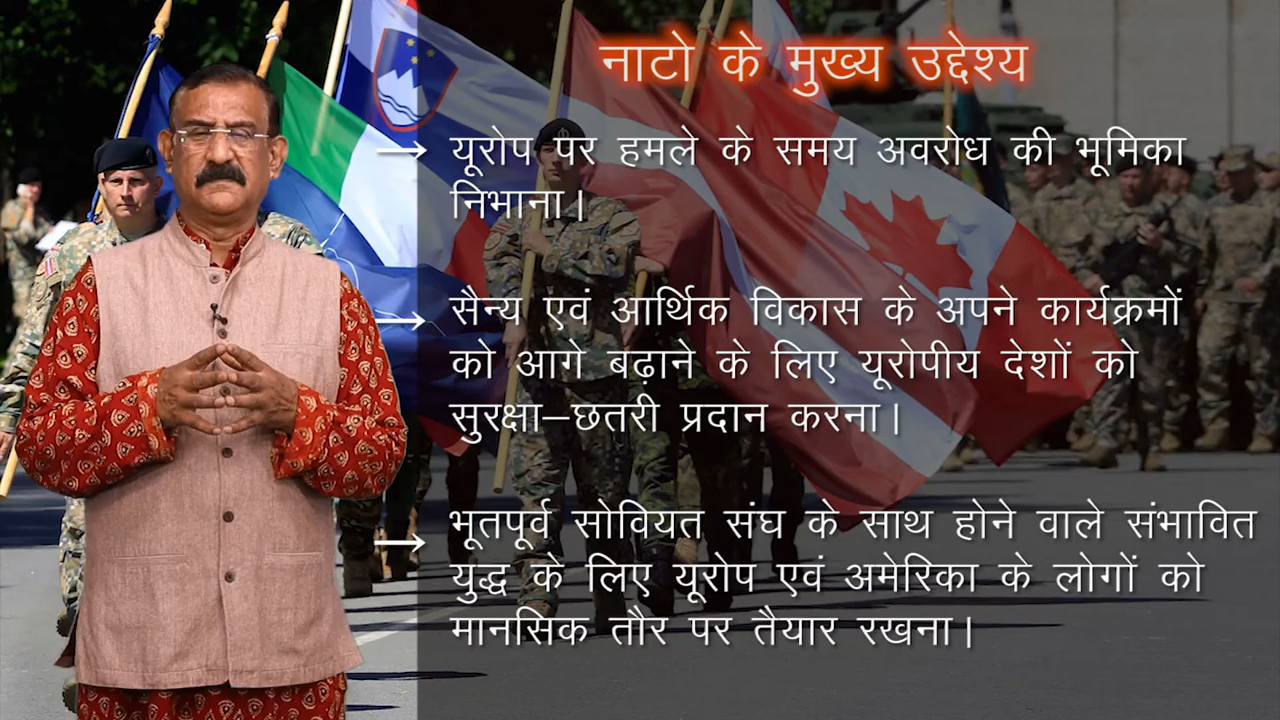 नाटो के मुख्य उद्देश्य
→ यूरोप पर हमले के समय अवरोध की भूमिका
निभाना।
→ सैन्य एवं आर्थिक विकास के अपने कार्यक्रमों
को आगे बढ़ाने के लिए यूरोपीय देशों को
सुरक्षा–छतरी प्रदान करना।
→ भूतपूर्व सोवियत संघ के साथ होने वाले संभावित
युद्ध के लिए यूरोप एवं अमेरिका के लोगों को
मानसिक तौर पर तैयार रखना।